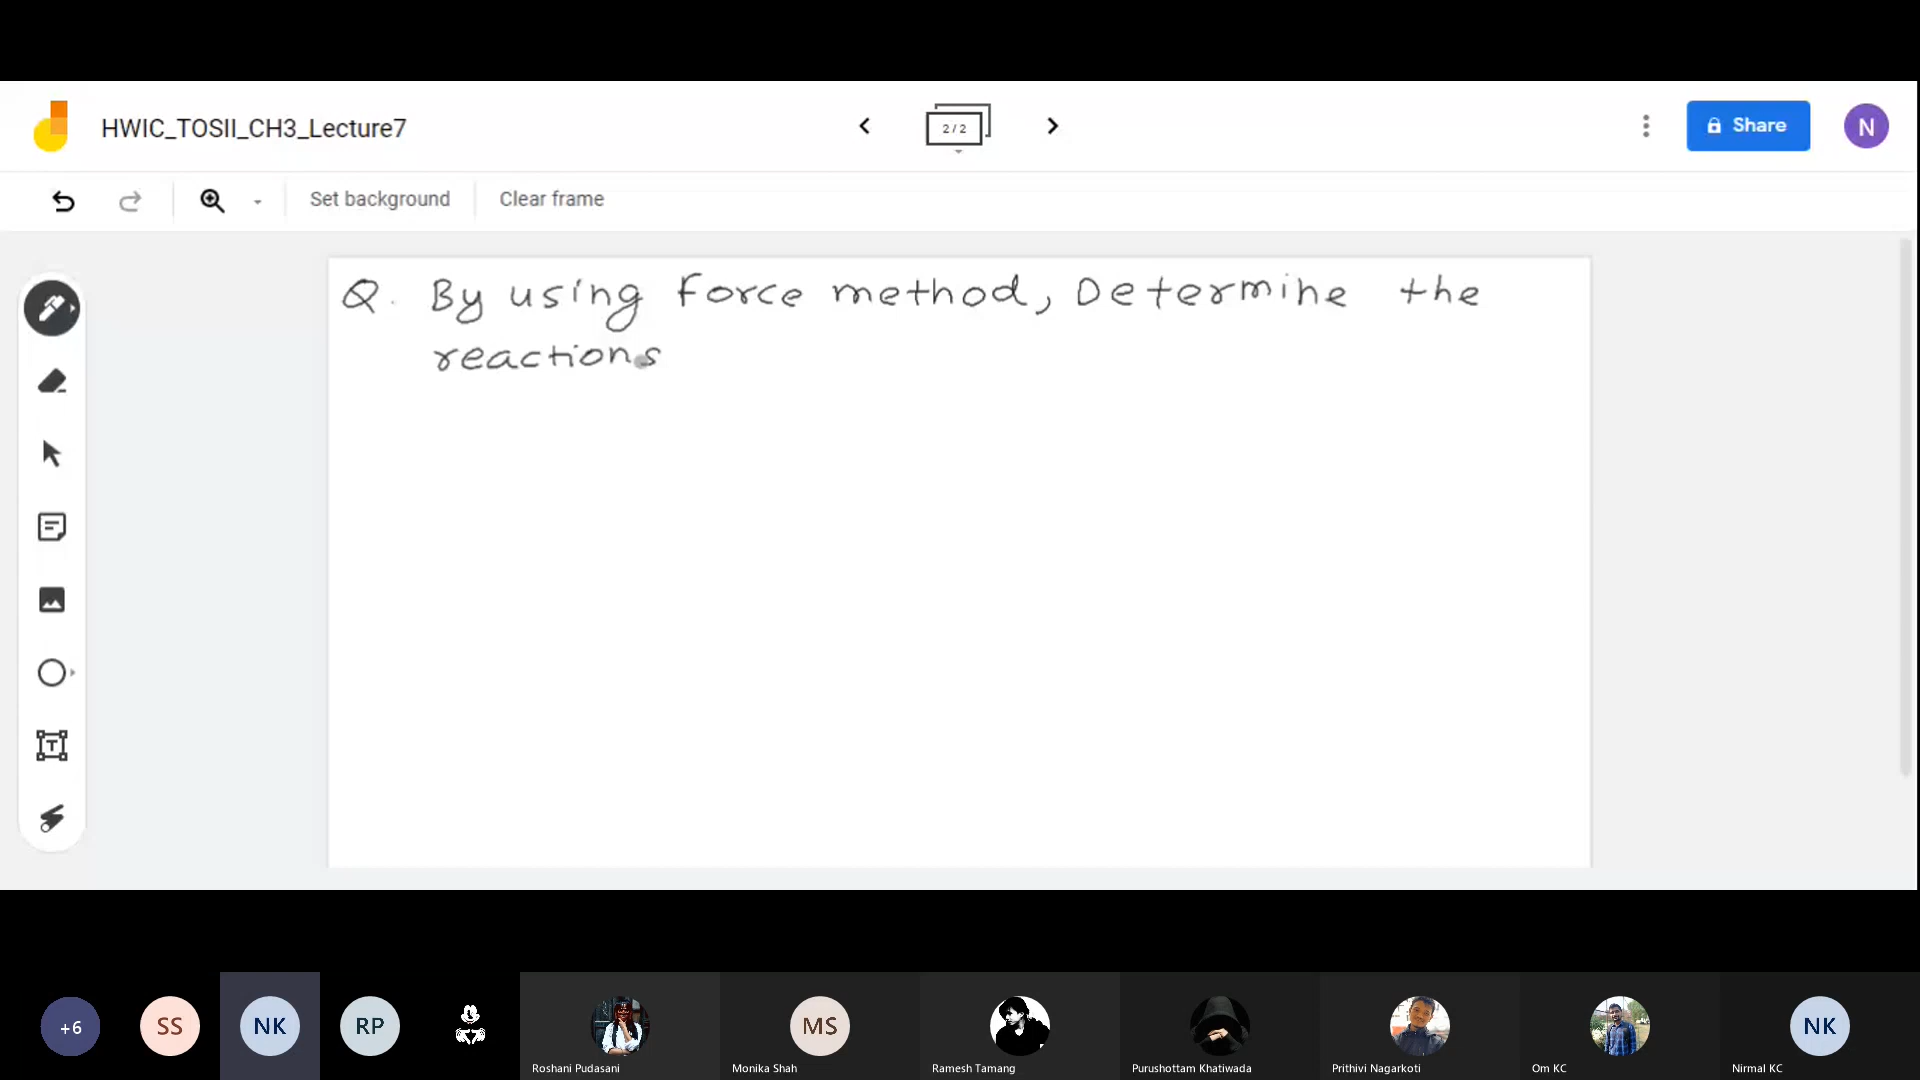 HWIC_TOSII_CH3_Lecture7
2/2
Share
N
Set background
Clear frame
Q. By using force method, Determine the
reactions
+6
SS
NK
RP
MS
NK
Roshani Pudasani
Monika Shah
Ramesh Tamang
Purushottam Khatiwada
Prithivi Nagarkoti
Om KC
Nirmal KC